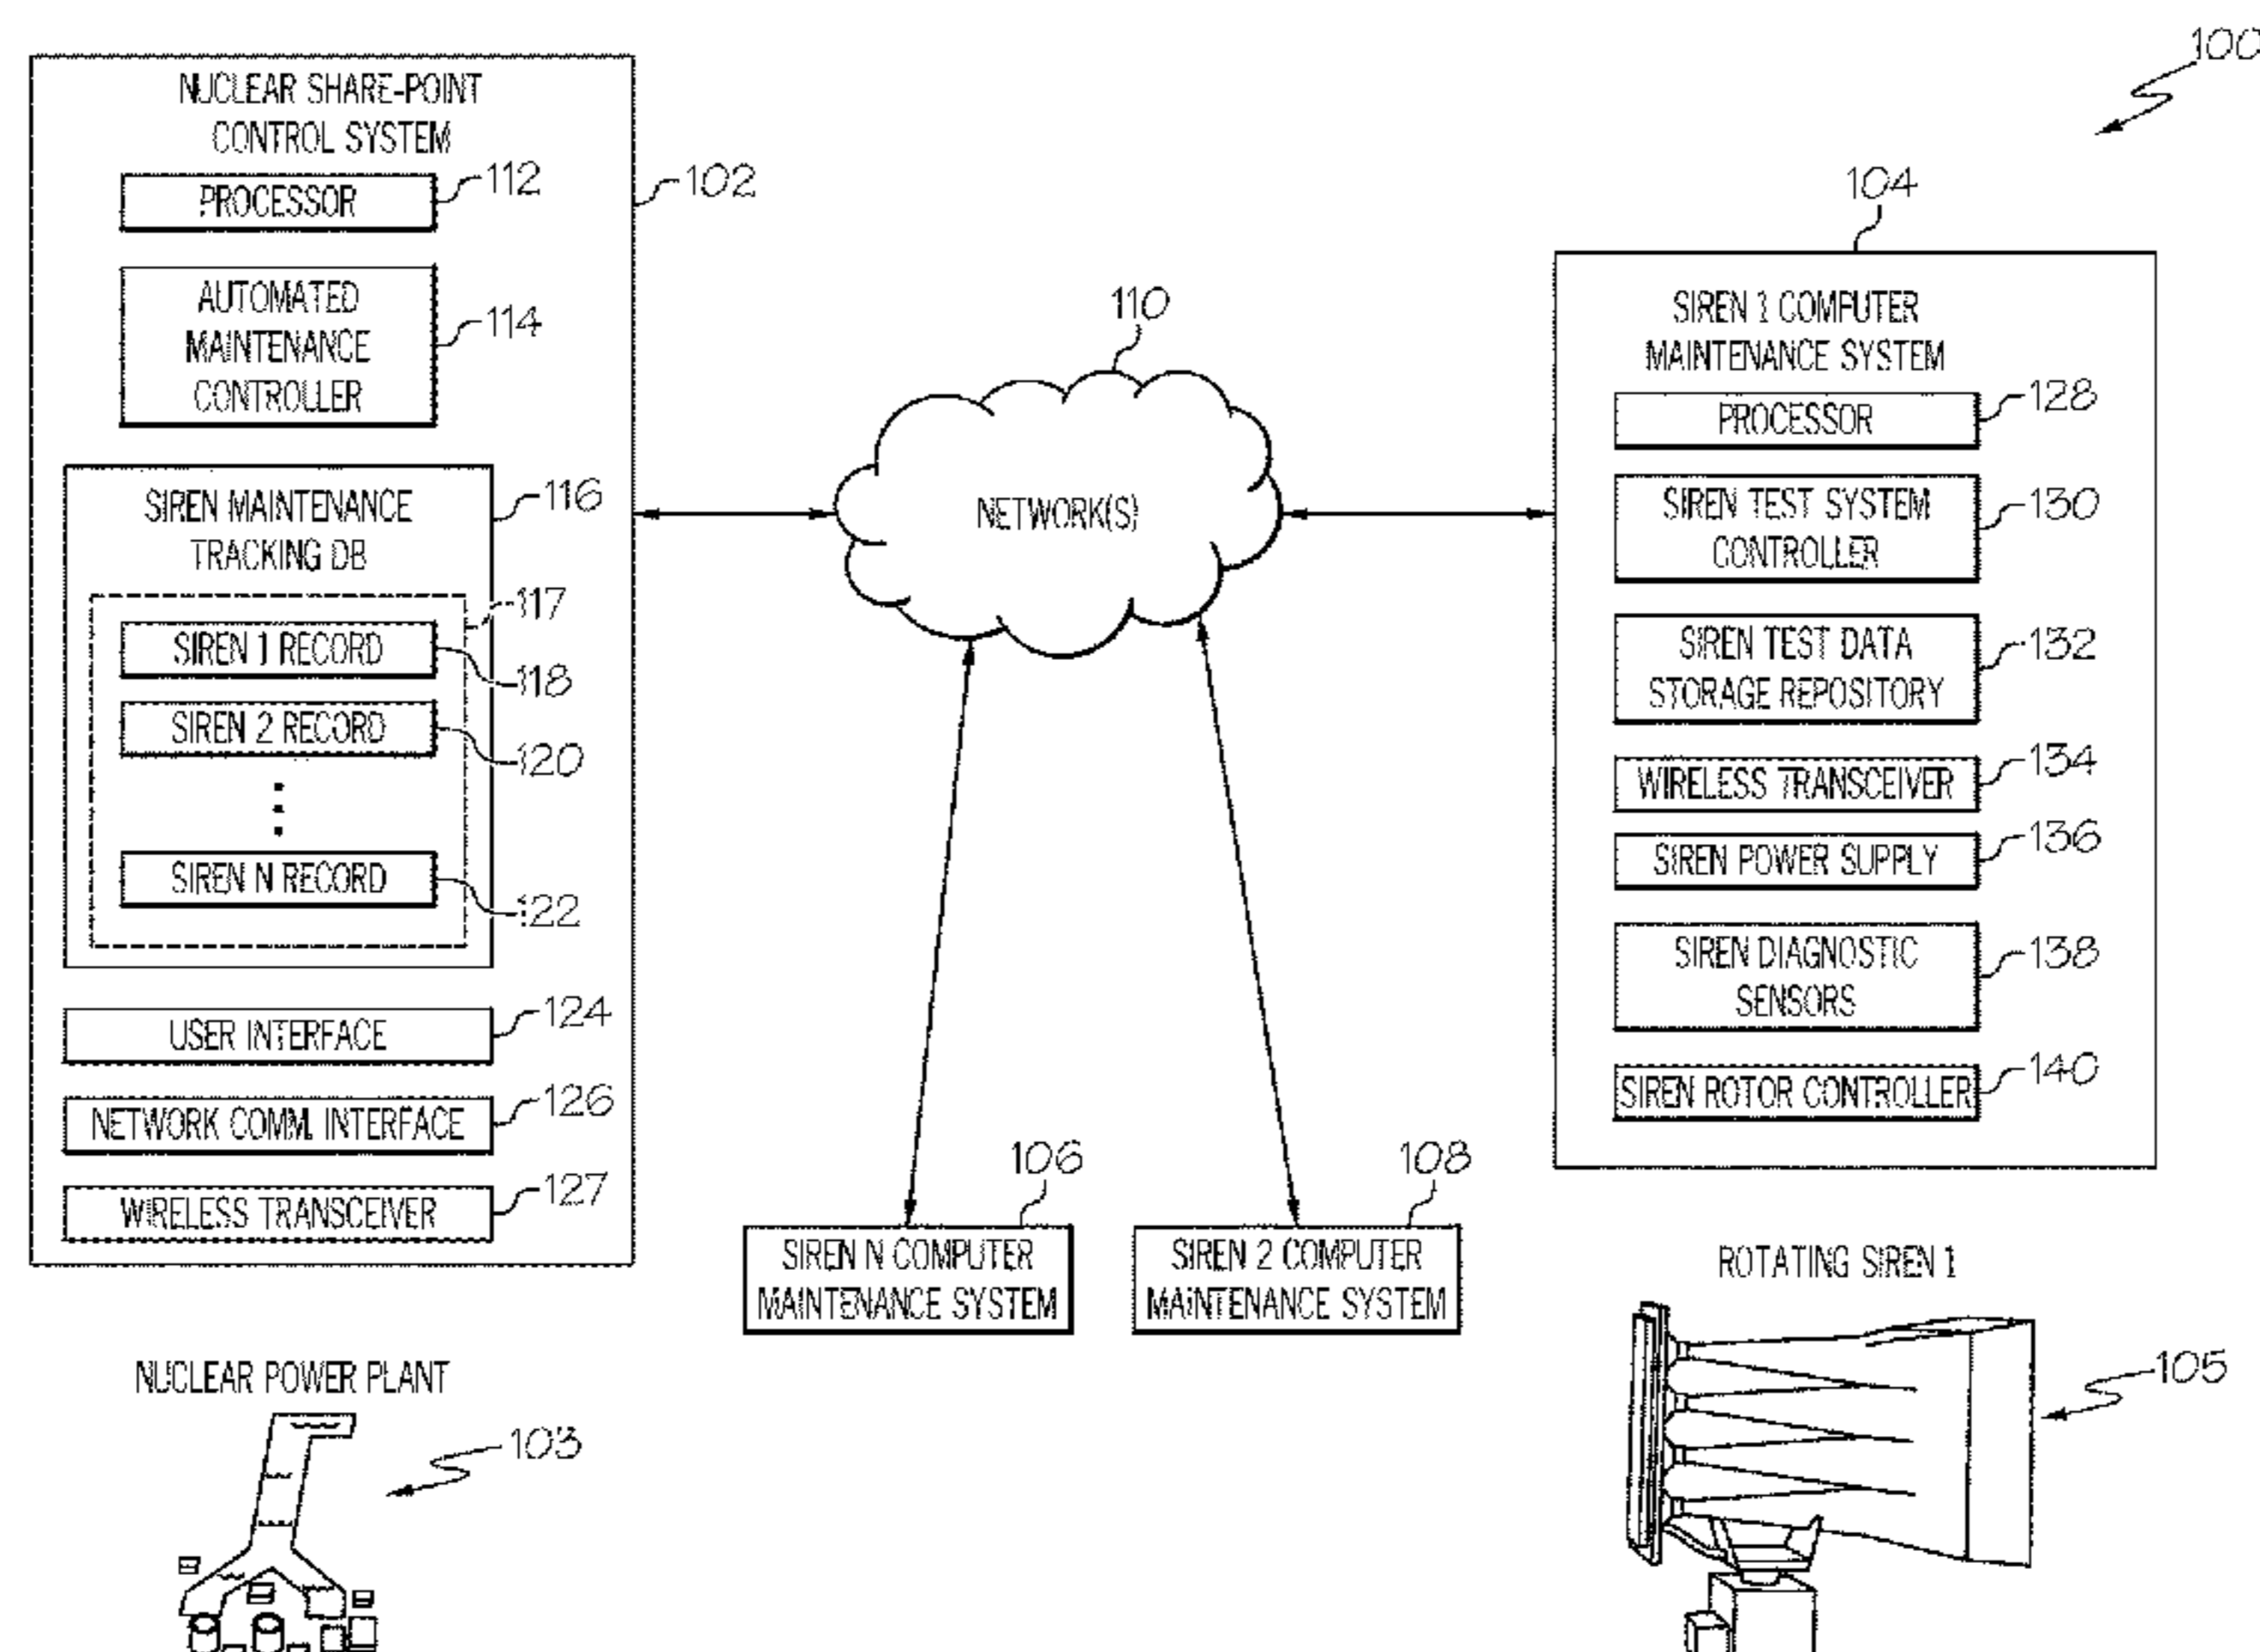 100
NUCLEAR SHARE-POINT
CONTROL SYSTEM
102
PROCESSOR
112
AUTOMATED
MAINTENANCE
CONTROLLER
114
SIREN MAINTENANCE
TRACKING DB
116
117
SIREN 1 RECORD
118
SIREN 2 RECORD
120
SIREN N RECORD
122
USER INTERFACE
124
NETWORK COMM. INTERFACE
126
WIRELESS TRANSCEIVER
127
110
NETWORK(S)
104
SIREN 1 COMPUTER
MAINTENANCE SYSTEM
PROCESSOR
128
SIREN TEST SYSTEM
CONTROLLER
130
SIREN TEST DATA
STORAGE REPOSITORY
132
WIRELESS TRANSCEIVER
134
SIREN POWER SUPPLY
136
SIREN DIAGNOSTIC
SENSORS
138
SIREN ROTOR CONTROLLER
140
106
SIREN N COMPUTER
MAINTENANCE SYSTEM
108
SIREN 2 COMPUTER
MAINTENANCE SYSTEM
NUCLEAR POWER PLANT
103
ROTATING SIREN 1
105